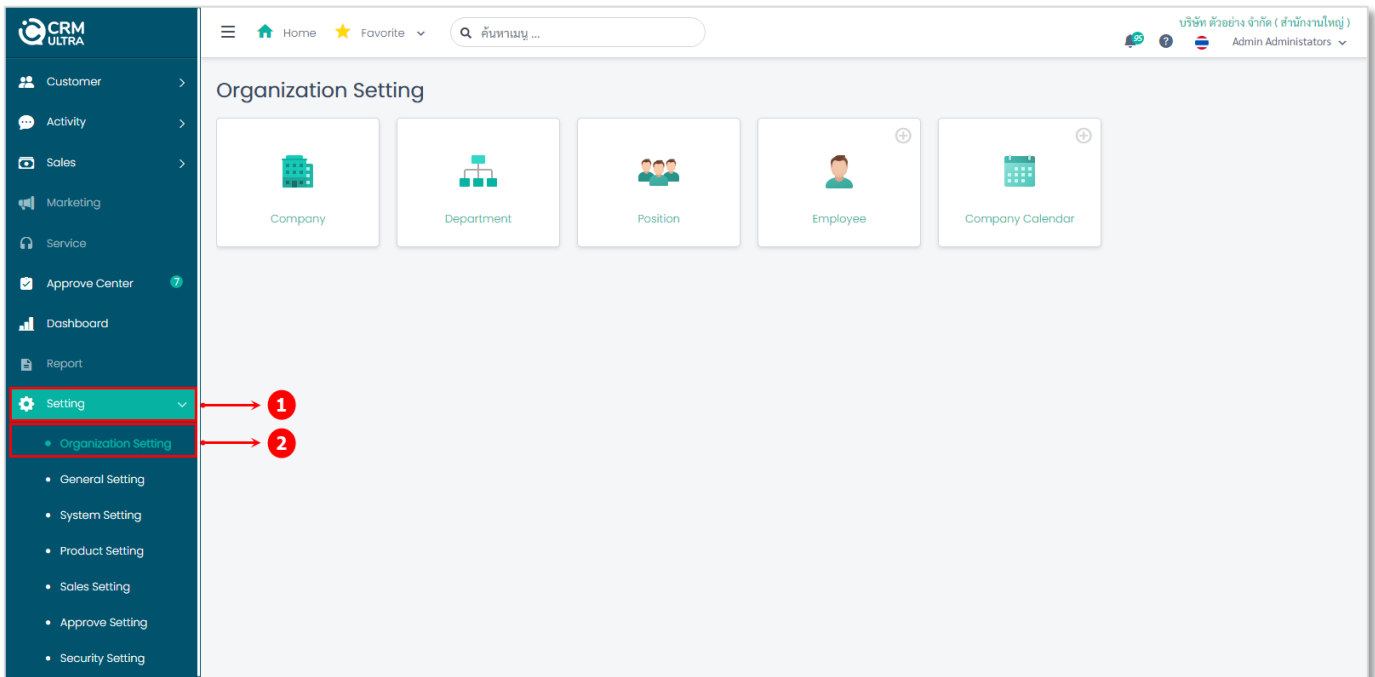 CRM
ULTRA
Home
Favorite
ค้นหาเมนู ...
บริษัท ตัวอย่าง จำกัด ( สำนักงานใหญ่ )
95
?
Admin Administators
Customer
Activity
Sales
Marketing
Service
Approve Center
7
Dashboard
Report
Setting
1
Organization Setting
2
General Setting
System Setting
Product Setting
Sales Setting
Approve Setting
Security Setting
Organization Setting
Company
Department
Position
Employee
Company Calendar